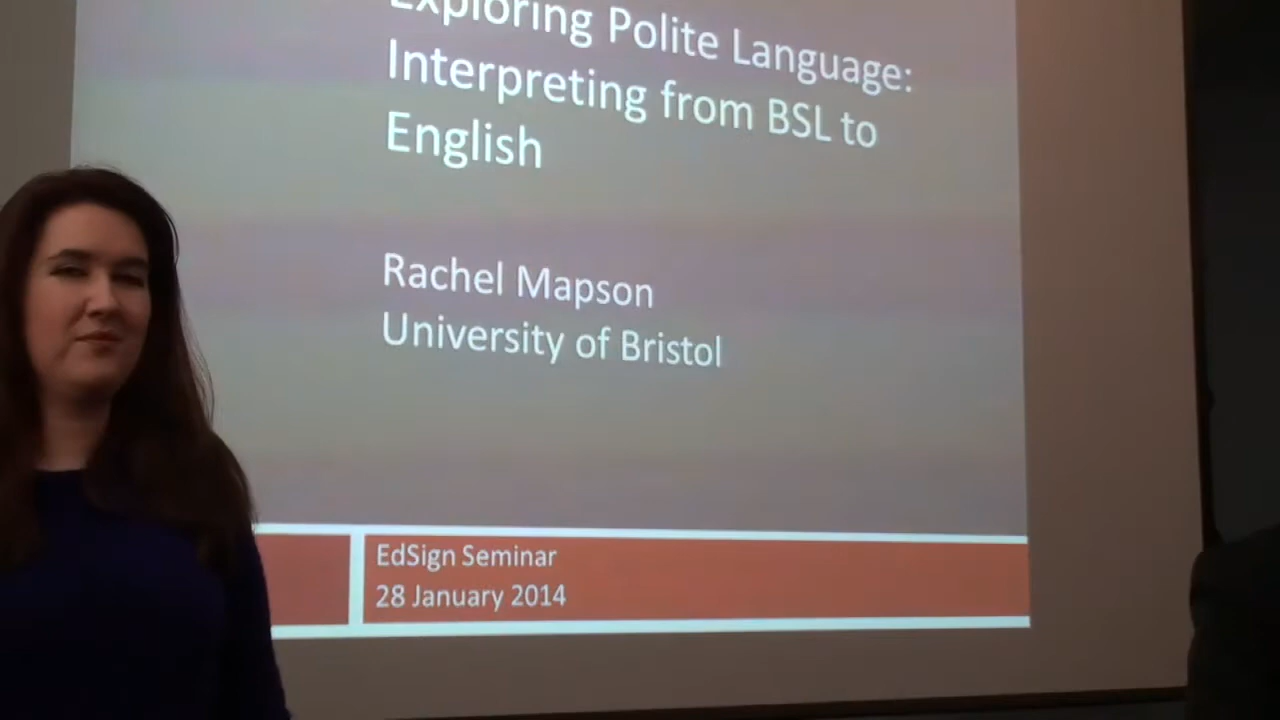 Exploring Polite Language:
Interpreting from BSL to
English
Rachel Mapson
University of Bristol
EdSign Seminar
28 January 2014